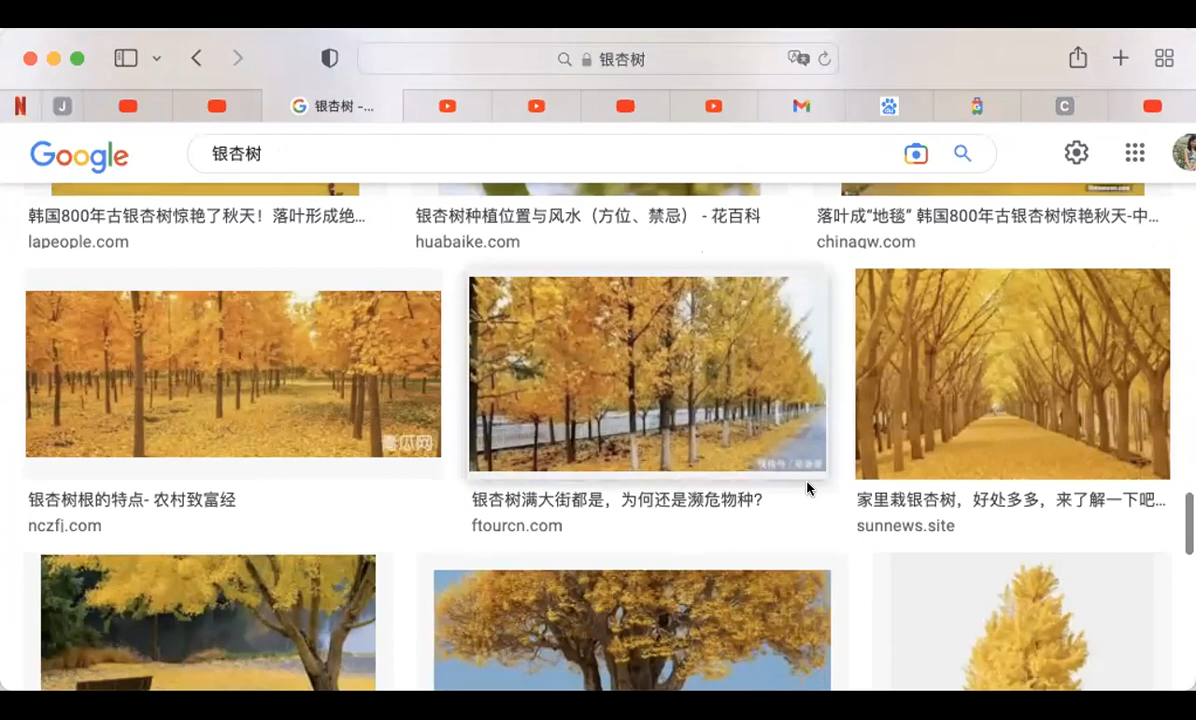 银杏树
J
银杏树 -...
C
Google
银杏树
韩国800年古银杏树惊艳了秋天！落叶形成绝...
银杏树种植位置与风水（方位、禁忌） - 花百科
落叶成“地毯” 韩国800年古银杏树惊艳秋天-中...
lapeople.com
huabaike.com
chinaqw.com
青瓜网
银杏树根的特点- 农村致富经
银杏树满大街都是，为何还是濒危物种？
家里栽银杏树，好处多多，来了解一下吧...
nczfj.com
ftourcn.com
sunnews.site